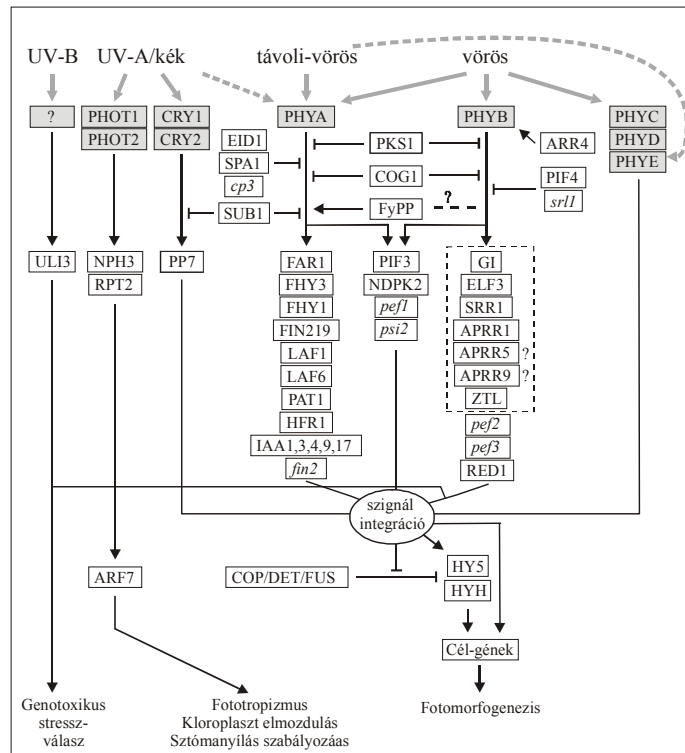 UV-B UV-A/kék távoli-vörös vörös
? PHOT1 CRY1 PHYA PHYB PHYC
PHOT2 CRY2 PHYD
PHYE
EID1 PKS1 ARR4
SPA1
cp3 COG1 PIF4
srl1
SUB1 FyPP ?
ULI3 NPH3 PP7 FAR1 PIF3 GI
RPT2 FHY3 NDPK2 ELF3
FHY1 pef1 SRR1
FIN219 psi2 APRR1
LAF1 APRR5 ?
LAF6 APRR9 ?
PAT1 ZTL
HFR1 pef2
IAA1,3,4,9,17 pef3
fin2 RED1
szignál
integráció
ARF7 COP/DET/FUS HY5
HYH
Cél-gének
Genotoxikus
stressz-
válasz
Fototropizmus
Kloroplaszt elmozdulás
Sztómanyílás szabályozáas
Fotomorfogenezis